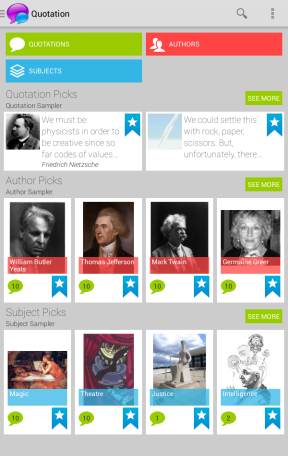 Quotation
QUOTATIONS
AUTHORS
SUBJECTS
Quotation Picks
SEE MORE
Quotation Sampler
We must be
physicists in order to
be creative since so
far codes of values...
Friedrich Nietzsche
We could settle this
with rock, paper,
scissors. But,
unfortunately, there...
Author Picks
SEE MORE
Author Sampler
William Butler
Yeats
Thomas Jefferson
Mark Twain
Germaine Greer
10
10
10
10
Subject Picks
SEE MORE
Subject Sampler
Magic
Theatre
Justice
Intelligence
10
10
1
2